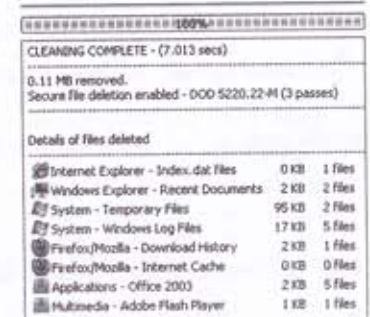 100%
CLEANING COMPLETE - (7.013 secs)
0.11 MB removed.
Secure file deletion enabled - DOD 5220.22-M (3 passes)
Details of files deleted
Internet Explorer - Index.dat files 0 KB 1 files
Windows Explorer - Recent Documents 2 KB 2 files
System - Temporary Files 95 KB 2 files
System - Windows Log Files 17 KB 5 files
Firefox/Mozilla - Download History 2 KB 1 files
Firefox/Mozilla - Internet Cache 0 KB 0 files
Applications - Office 2003 2 KB 5 files
Multimedia - Adobe Flash Player 1 KB 1 files